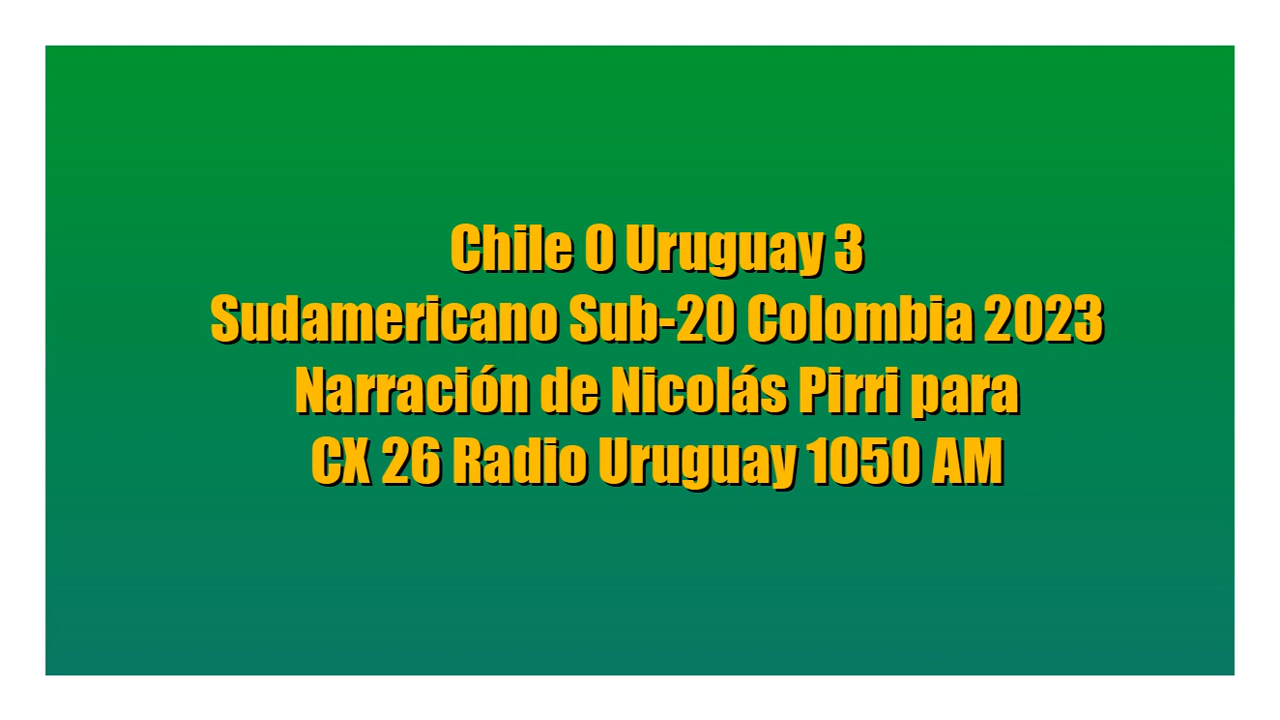 Chile 0 Uruguay 3
Sudamericano Sub-20 Colombia 2023
Narración de Nicolás Pirri para
CX 26 Radio Uruguay 1050 AM